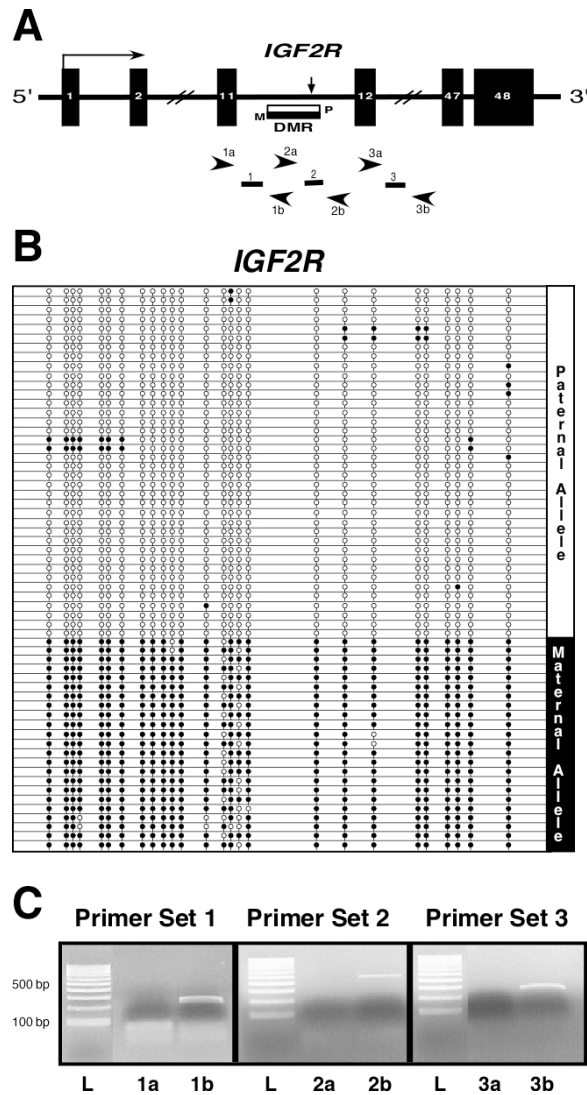 A
IGF2R
5' 1 2 11 12 47 48 3'
M P
DMR
1a 2a 3a
1 2 3
1b 2b 3b
B
IGF2R
Paternal Allele
Maternal Allele
C
Primer Set 1 Primer Set 2 Primer Set 3
500 bp
100 bp
L 1a 1b L 2a 2b L 3a 3b